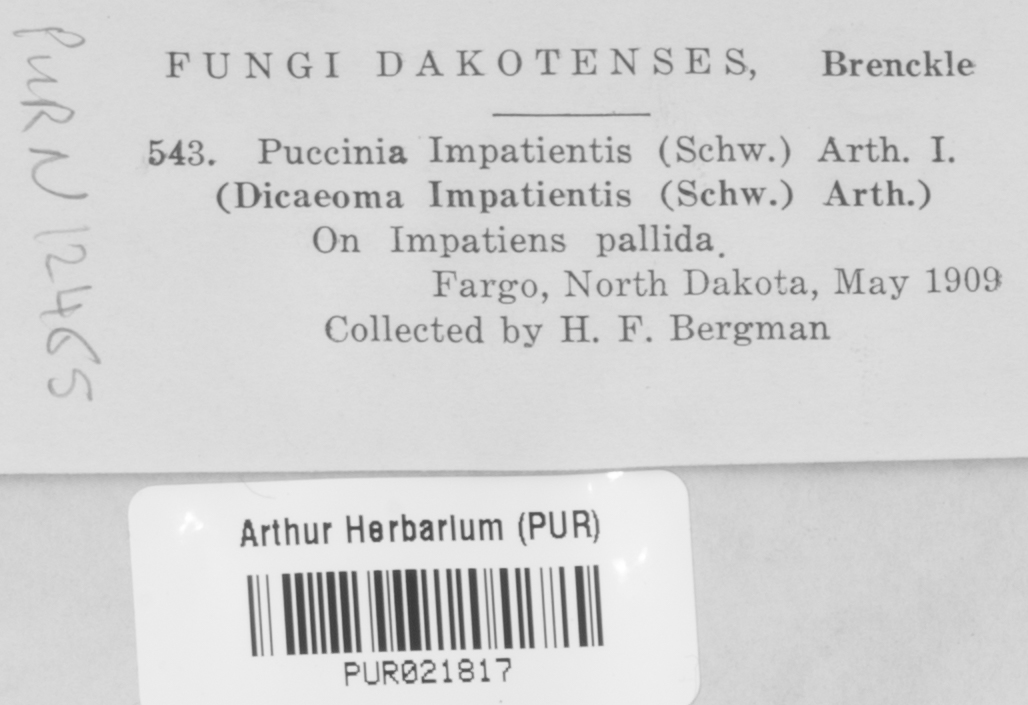 FUNGI DAKOTENSES, Brenckle
543. Puccinia Impatientis (Schw.) Arth. I.
(Dicaeoma Impatientis (Schw.) Arth.)
On Impatiens pallida.
Fargo, North Dakota, May 1909
Collected by H. F. Bergman
PUR N12465
Arthur Herbarium (PUR)
PUR021817